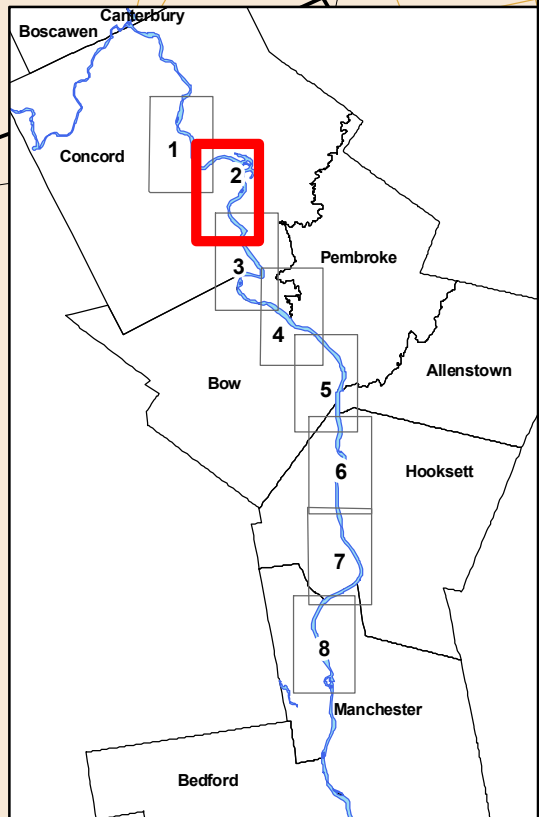 Canterbury
Boscawen
1
Concord
2
Pembroke
3
4
Allenstown
Bow
5
6
Hooksett
7
8
Manchester
Bedford